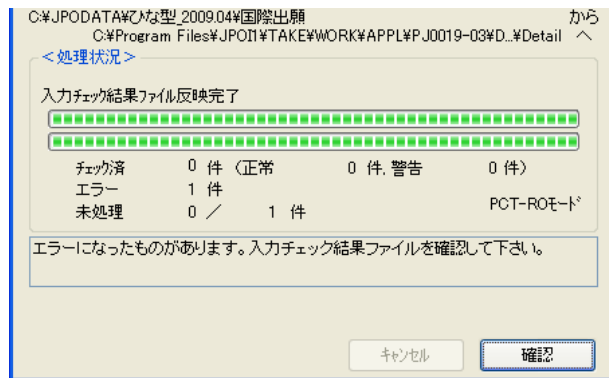 C:¥JPODATA¥ひな型_2009.04¥国際出願 から
C:¥Program Files¥JPOI1¥TAKE¥WORK¥APPL¥PJ0019-03¥D...¥Detail へ
＜処理状況＞
入力チェック結果ファイル反映完了
チェック済 0 件 (正常 0 件, 警告 0 件)
エラー 1 件
未処理 0 ／ 1 件 PCT-ROモード
エラーになったものがあります。入力チェック結果ファイルを確認して下さい。
キャンセル 確認